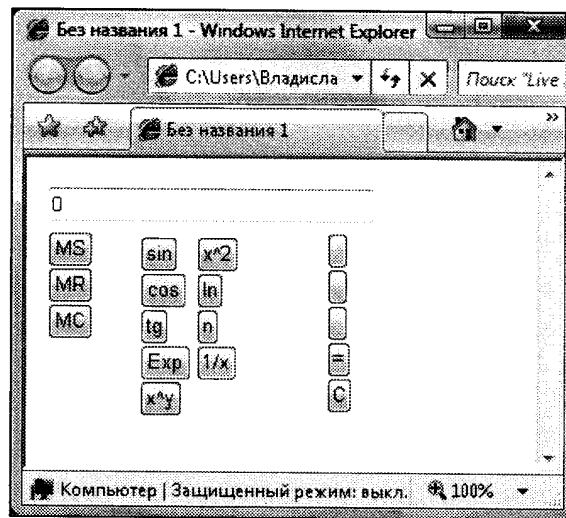 Без названия 1 - Windows Internet Explorer
C:\Users\Владисла
Поиск "Live
Без названия 1
»
0
MS sin x^2
MR cos ln
MC tg n
Exp 1/x =
x^y C
Компьютер | Защищенный режим: выкл. 100%